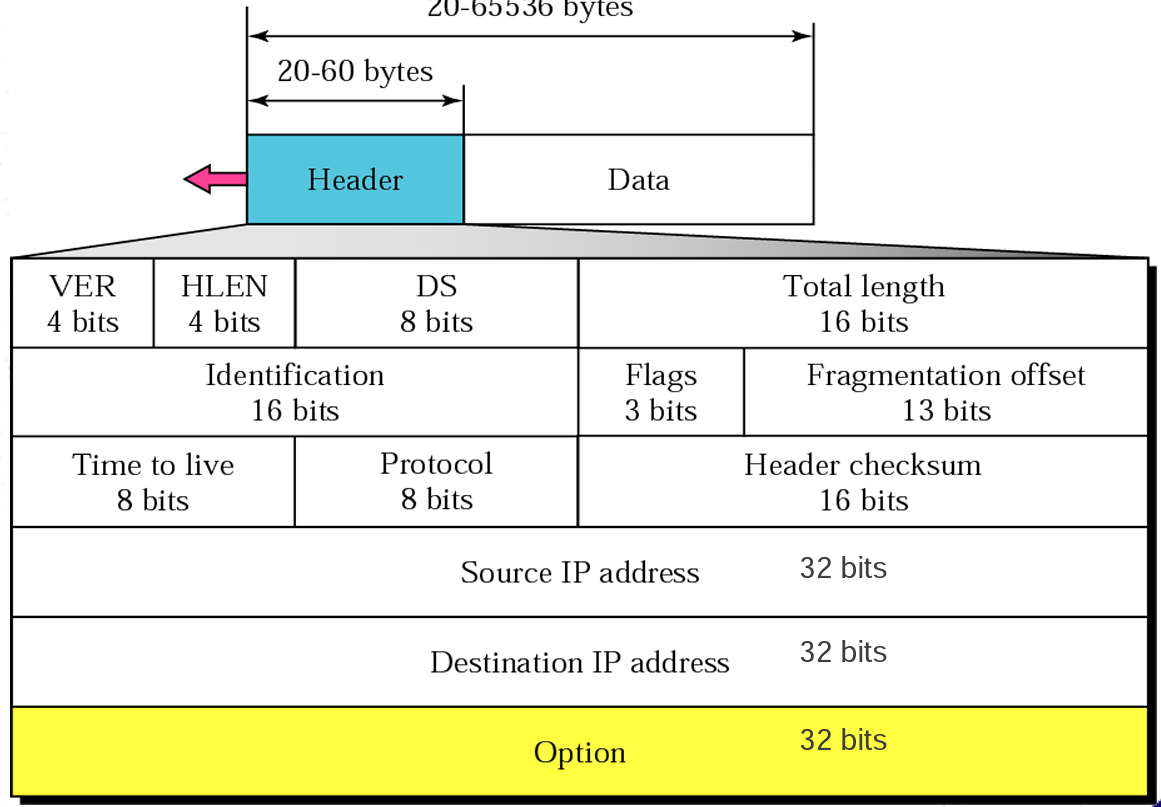 20-65536 bytes
20-60 bytes
Header
Data
VER
4 bits
HLEN
4 bits
DS
8 bits
Total length
16 bits
Identification
16 bits
Flags
3 bits
Fragmentation offset
13 bits
Time to live
8 bits
Protocol
8 bits
Header checksum
16 bits
Source IP address
32 bits
Destination IP address
32 bits
Option
32 bits